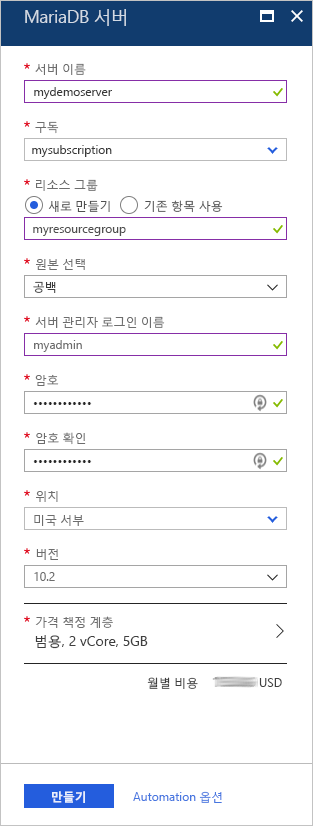 MariaDB 서버
* 서버 이름
mydemoserver
* 구독
mysubscription
* 리소스 그룹
새로 만들기 기존 항목 사용
myresourcegroup
* 원본 선택
공백
* 서버 관리자 로그인 이름
myadmin
* 암호
••••••••••••
* 암호 확인
••••••••••••
* 위치
미국 서부
* 버전
10.2
* 가격 책정 계층
범용, 2 vCore, 5GB
월별 비용 USD
만들기 Automation 옵션